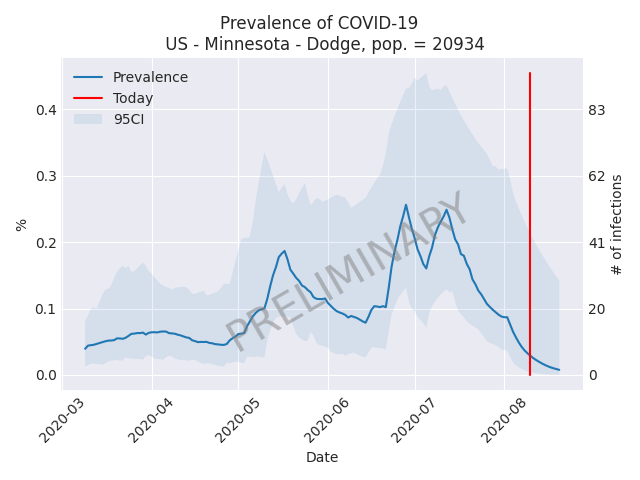 Prevalence of COVID-19
US - Minnesota - Dodge, pop. = 20934
Prevalence
Today
95CI
PRELIMINARY
%
0.4
0.3
0.2
0.1
0.0
83
62
41
20
0
# of infections
2020-03
2020-04
2020-05
2020-06
2020-07
2020-08
Date